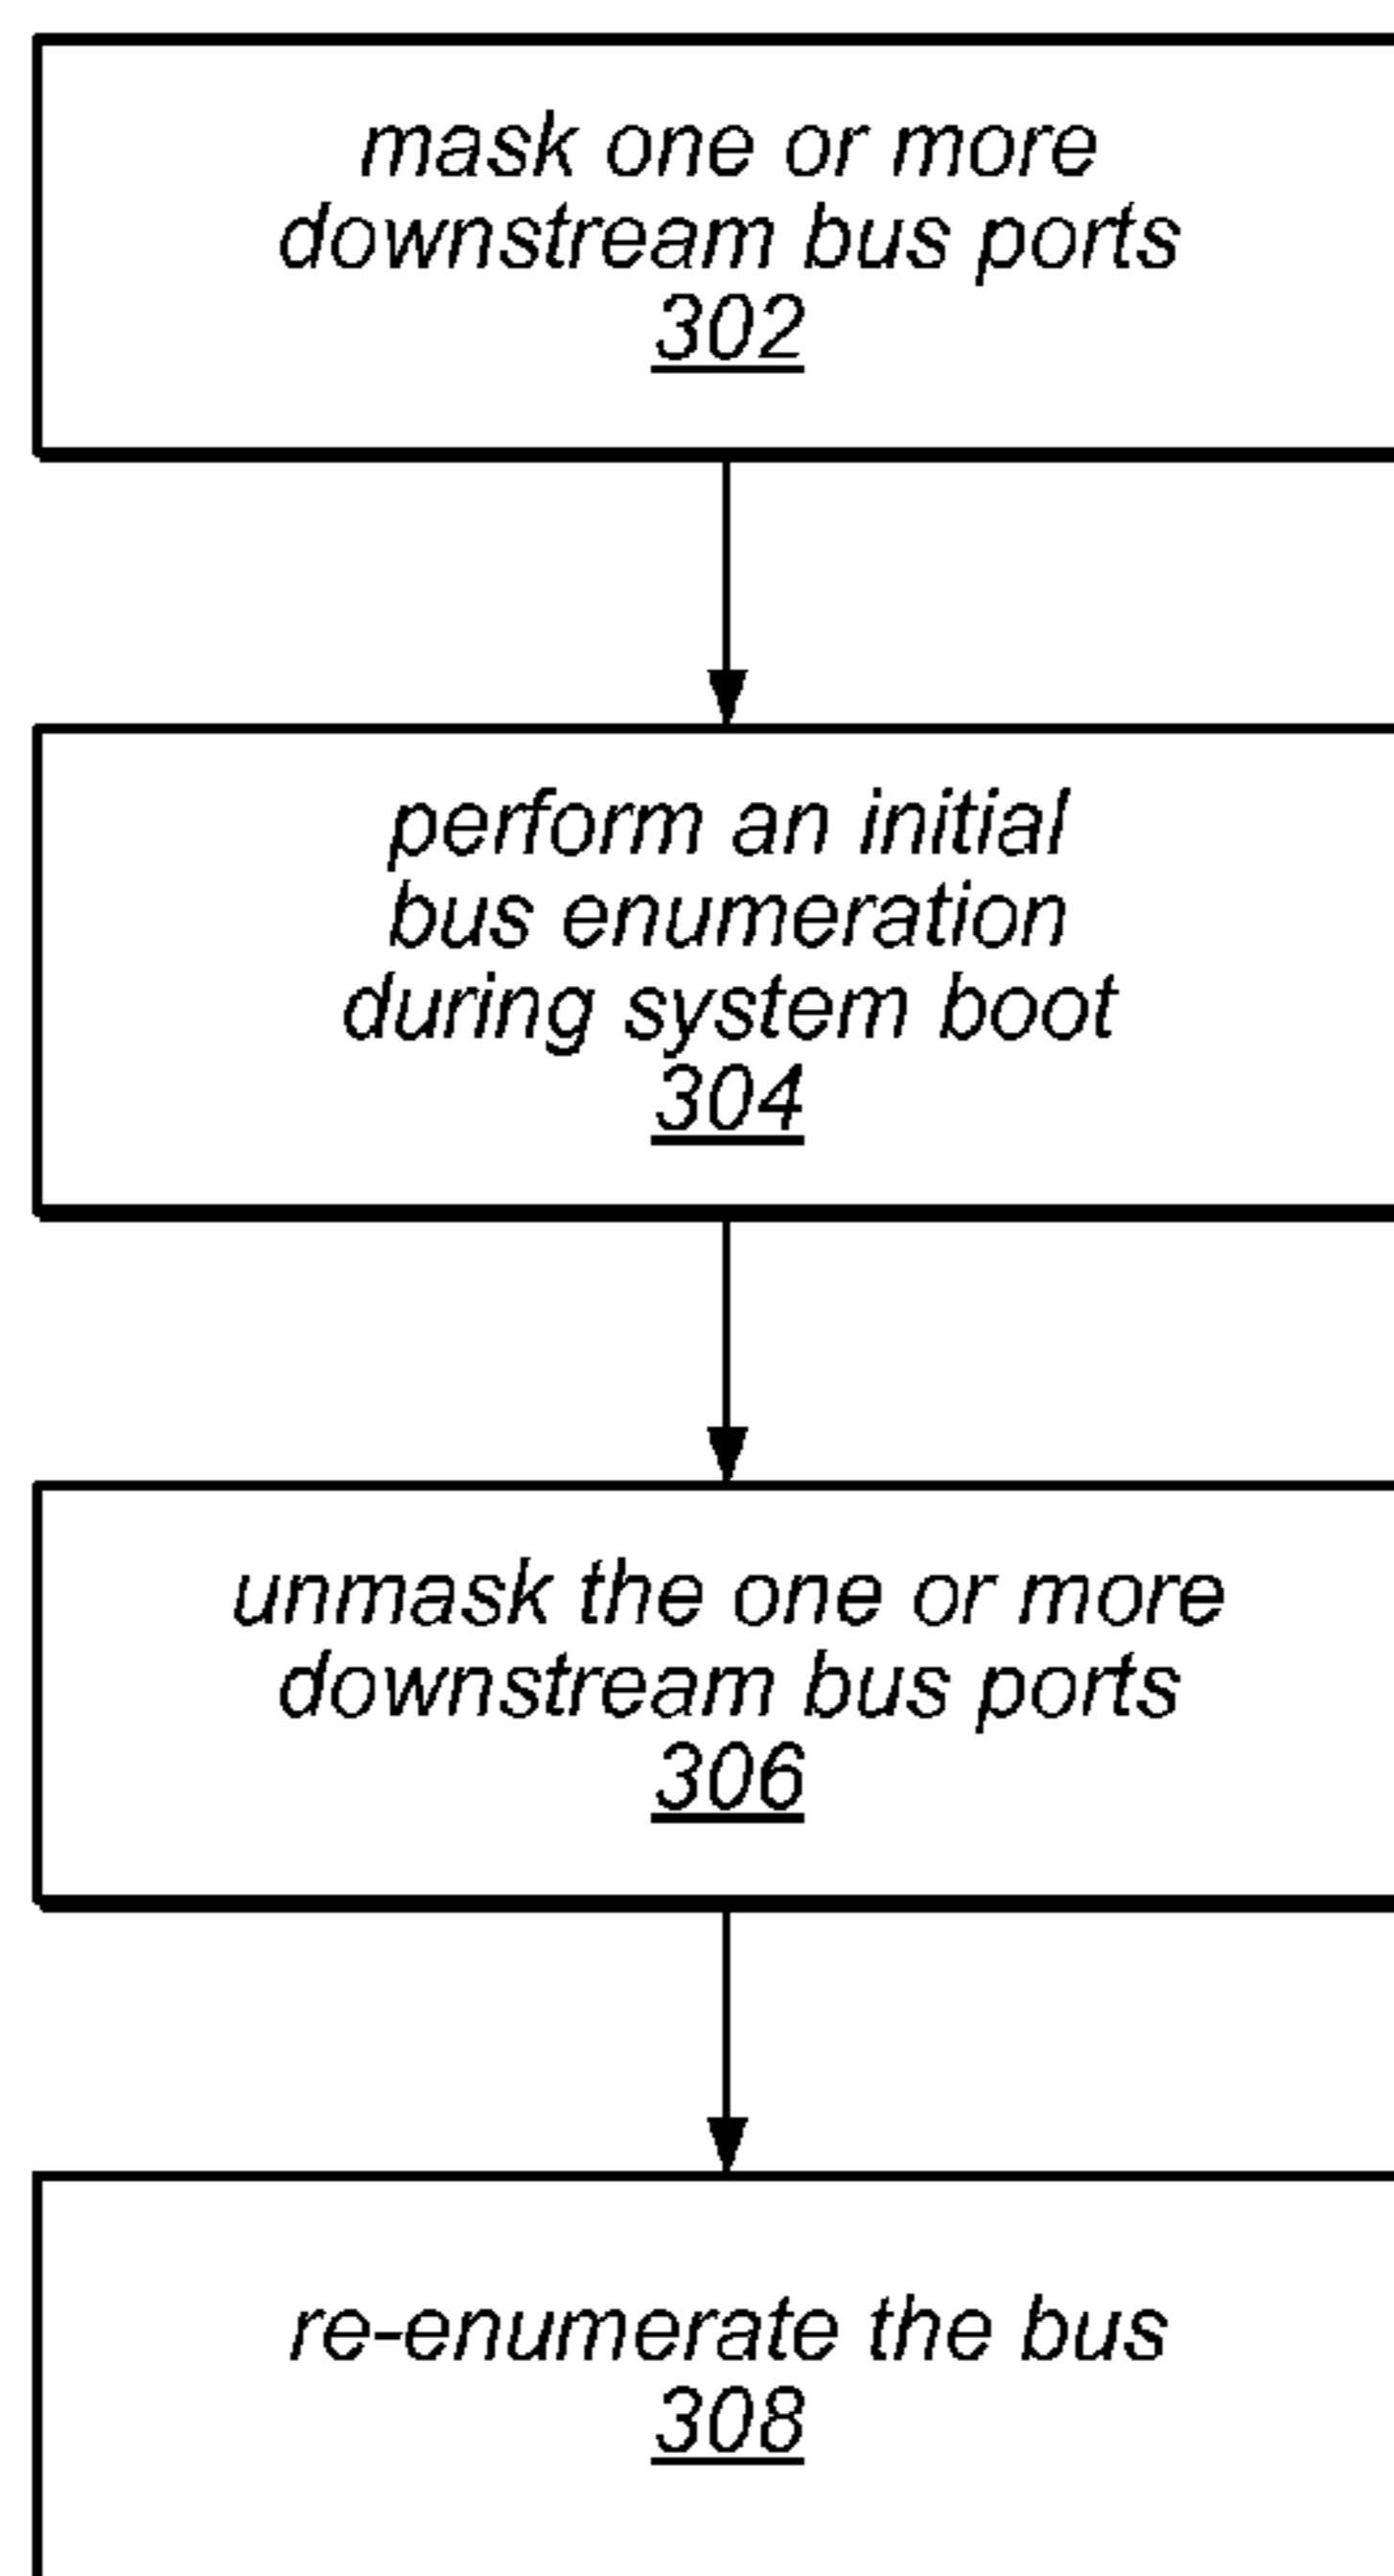 mask one or more
downstream bus ports
302
perform an initial
bus enumeration
during system boot
304
unmask the one or more
downstream bus ports
306
re-enumerate the bus
308